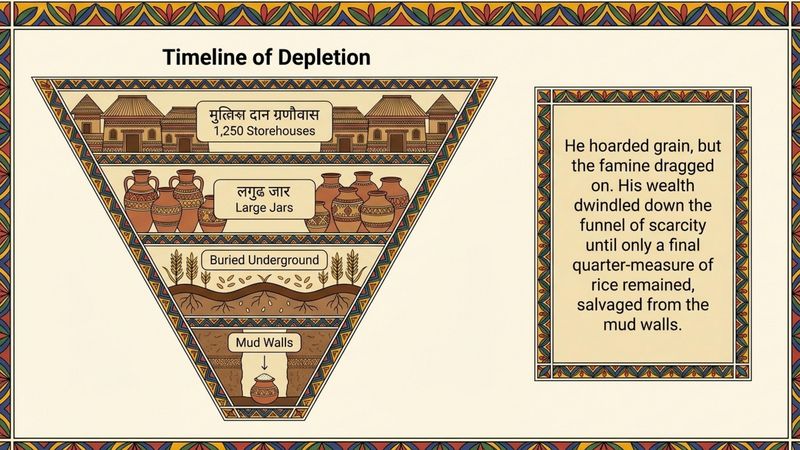 Timeline of Depletion
मुत्लिरू दान ग्रणौवास
1,250 Storehouses
लगुढ जार
Large Jars
Buried Underground
Mud Walls
He hoarded grain, but
the famine dragged
on. His wealth
dwindled down the
funnel of scarcity
until only a final
quarter-measure of
rice remained,
salvaged from the
mud walls.